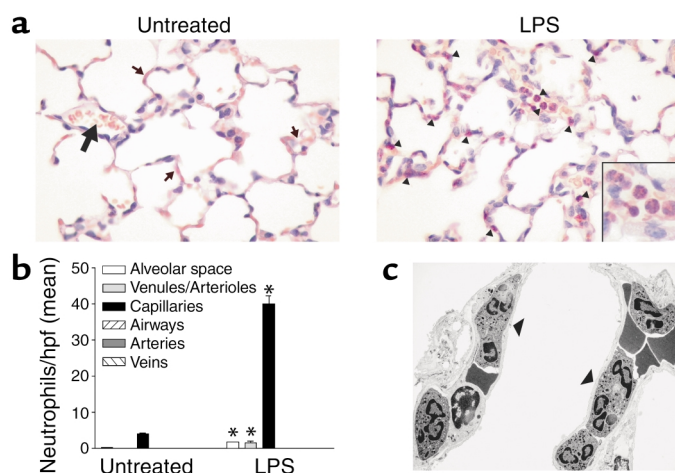 a
Untreated
LPS
b
Neutrophils/hpf (mean)
50
40
30
20
10
0
Alveolar space
Venules/Arterioles
Capillaries
Airways
Arteries
Veins
*
* *
Untreated
LPS
c